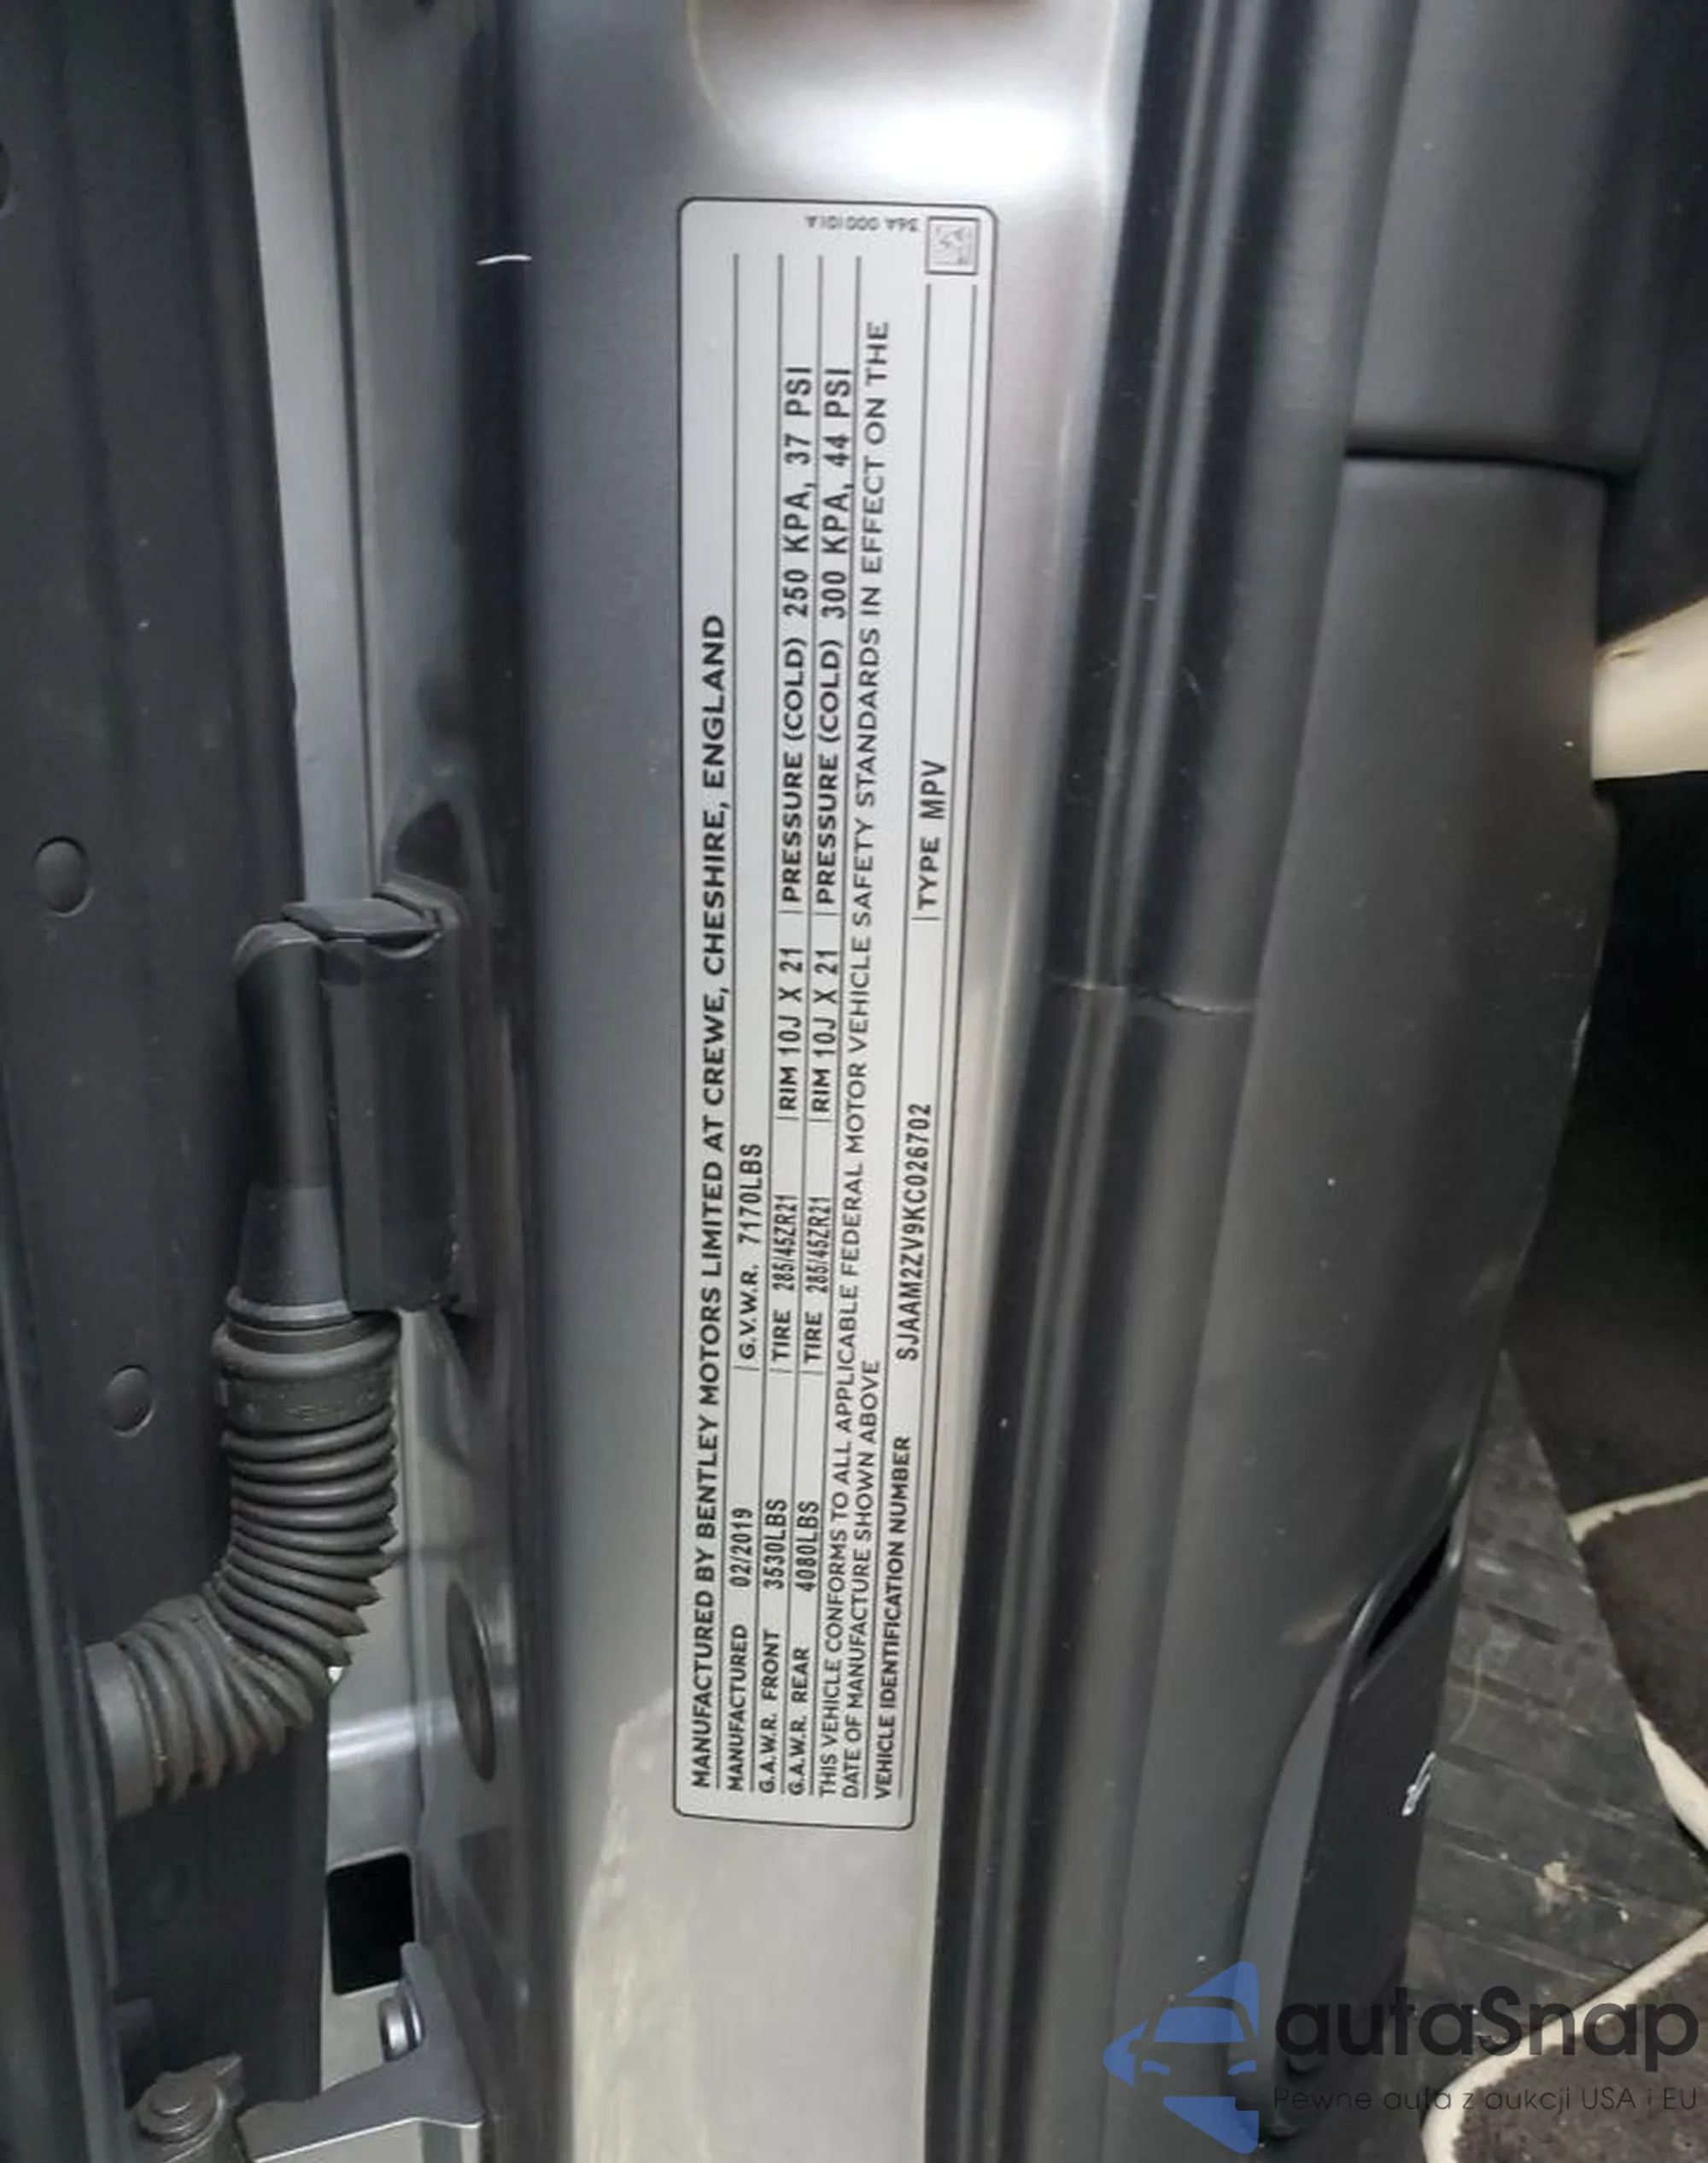 MANUFACTURED BY BENTLEY MOTORS LIMITED AT CREWE, CHESHIRE, ENGLAND
MANUFACTURED 02/2019 G.V.W.R. 7170LBS
G.A.W.R. FRONT 3530LBS TIRE 285/45ZR21 RIM 10J X 21 PRESSURE (COLD) 250 KPA, 37 PSI
G.A.W.R. REAR 4080LBS TIRE 285/45ZR21 RIM 10J X 21 PRESSURE (COLD) 300 KPA, 44 PSI
THIS VEHICLE CONFORMS TO ALL APPLICABLE FEDERAL MOTOR VEHICLE SAFETY STANDARDS IN EFFECT ON THE
DATE OF MANUFACTURE SHOWN ABOVE
VEHICLE IDENTIFICATION NUMBER SJAAM2ZV9KC026702 TYPE MPV
36A 000101A
autaSnap
Pewne auta z aukcji USA i EU